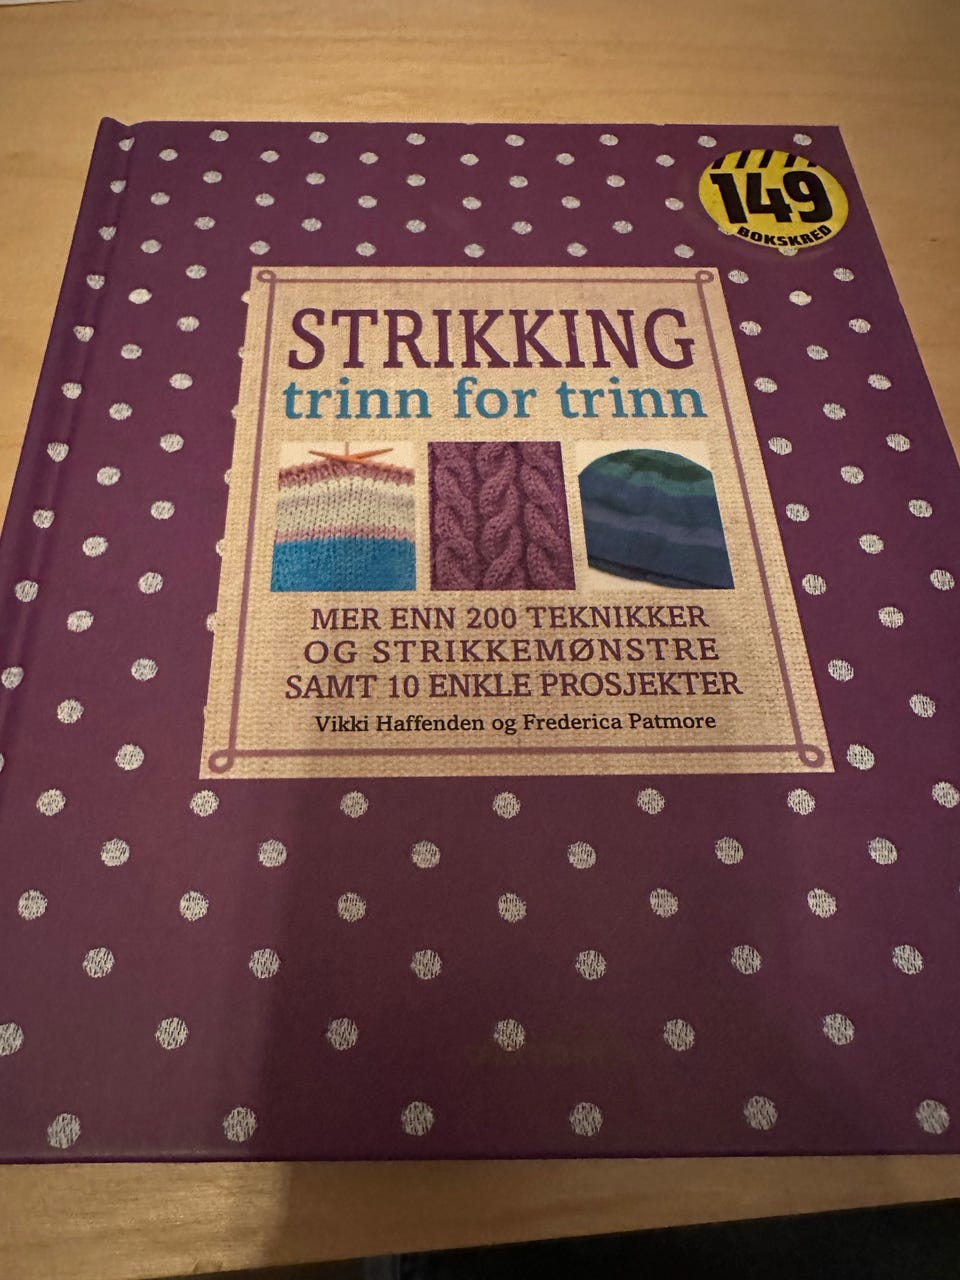 149
BOKSKRED
STRIKKING
trinn for trinn
MER ENN 200 TEKNIKKER
OG STRIKKEMØNSTRE
SAMT 10 ENKLE PROSJEKTER
Vikki Haffenden og Frederica Patmore